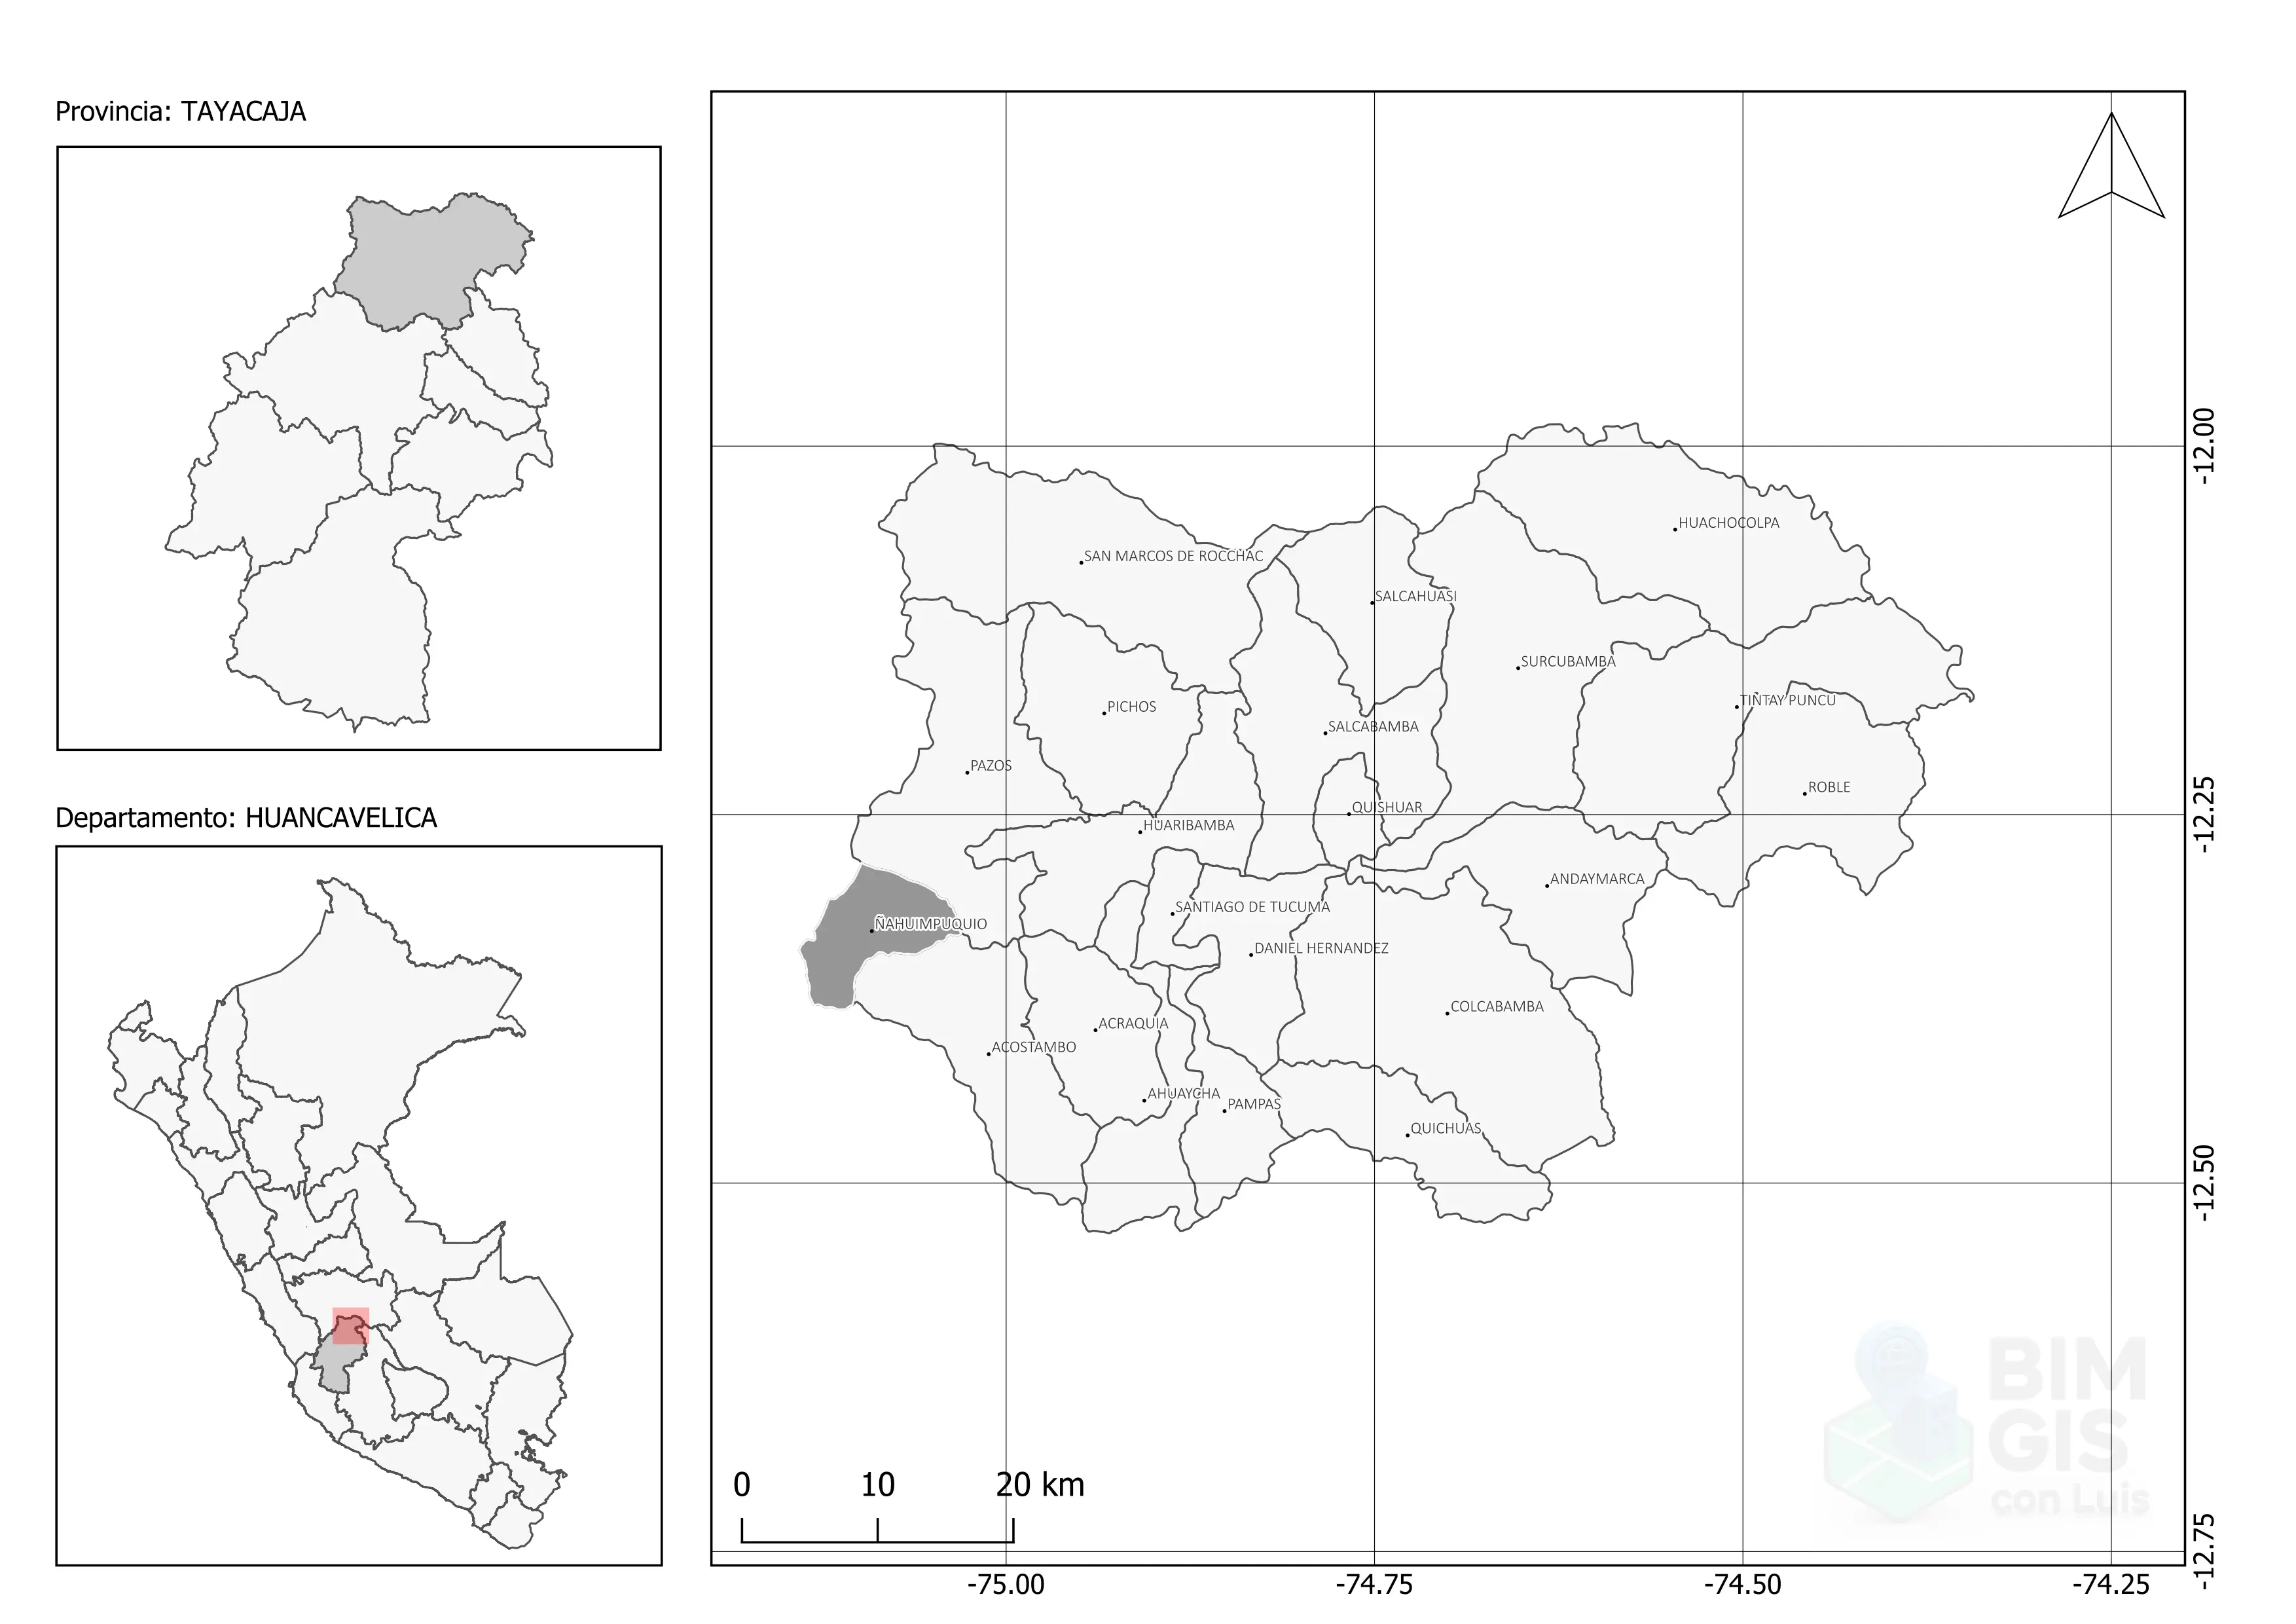 Provincia: TAYACAJA
Departamento: HUANCAVELICA
HUACHOCOLPA
SAN MARCOS DE ROCCHAC
SALCAHUASI
SURCUBAMBA
TINTAY PUNCU
PICHOS
SALCABAMBA
PAZOS
ROBLE
QUISHUAR
HUARIBAMBA
ANDAYMARCA
SANTIAGO DE TUCUMA
ÑAHUIMPUQUIO
DANIEL HERNANDEZ
COLCABAMBA
ACRAQUIA
ACOSTAMBO
AHUAYCHA
PAMPAS
QUICHUAS
-12.00
-12.25
-12.50
-12.75
BIM
GIS
con Luis
0 10 20 km
-75.00 -74.75 -74.50 -74.25